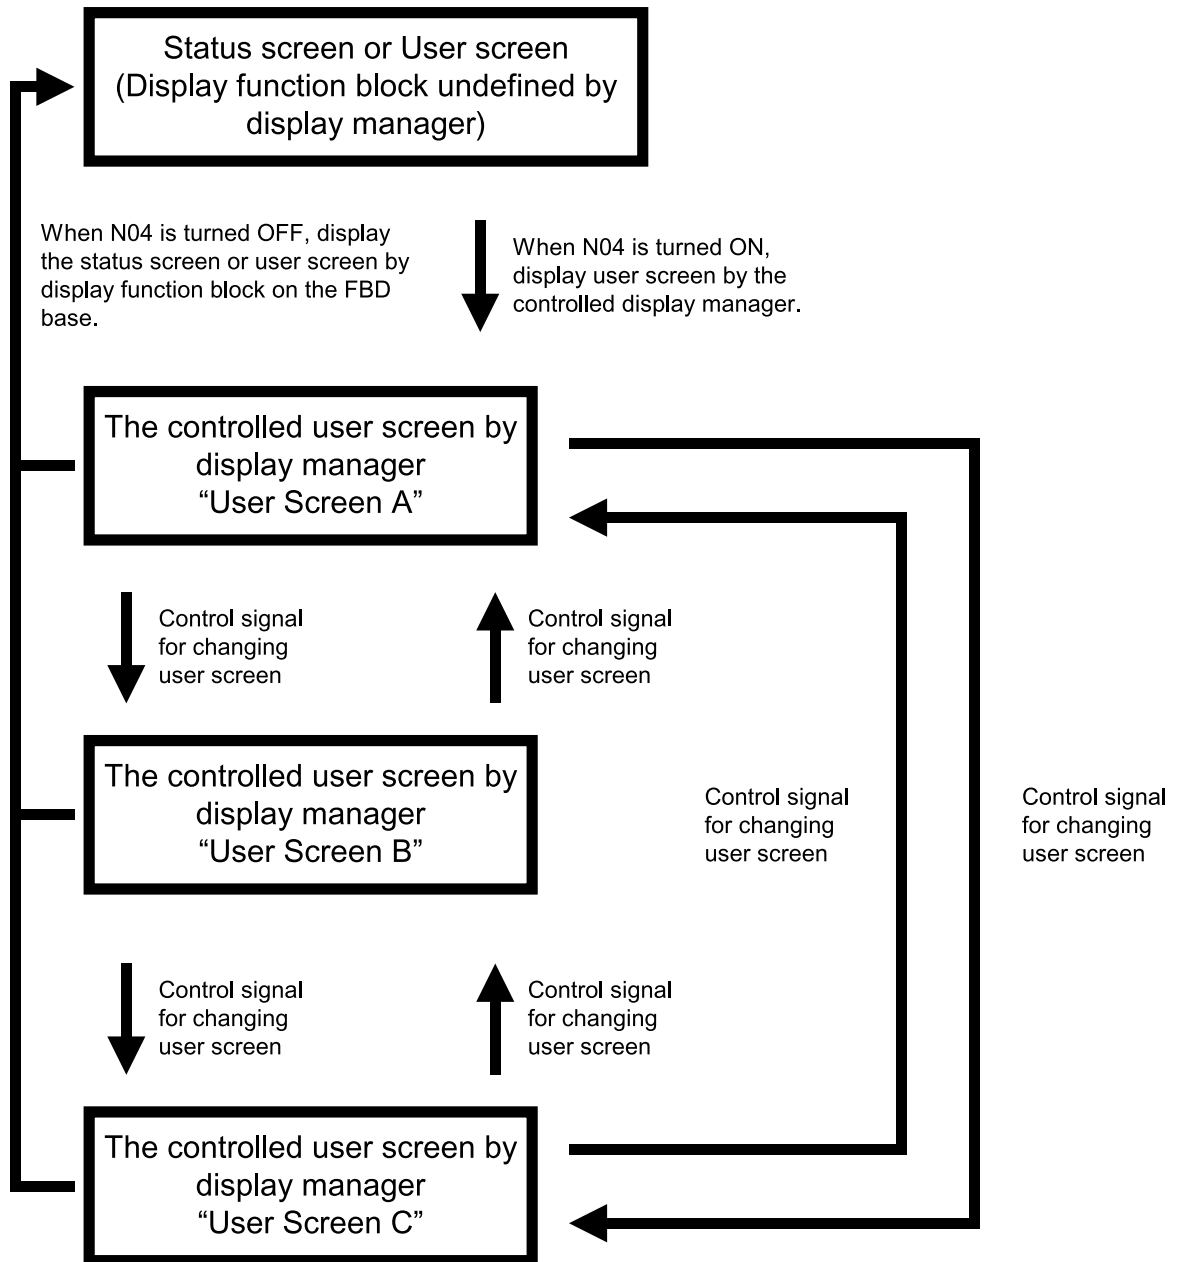 Status screen or User screen
(Display function block undefined by
display manager)
When N04 is turned OFF, display
the status screen or user screen by
display function block on the FBD
base.
When N04 is turned ON,
display user screen by the
controlled display manager.
The controlled user screen by
display manager
“User Screen A”
Control signal
for changing
user screen
Control signal
for changing
user screen
The controlled user screen by
display manager
“User Screen B”
Control signal
for changing
user screen
Control signal
for changing
user screen
Control signal
for changing
user screen
Control signal
for changing
user screen
The controlled user screen by
display manager
“User Screen C”